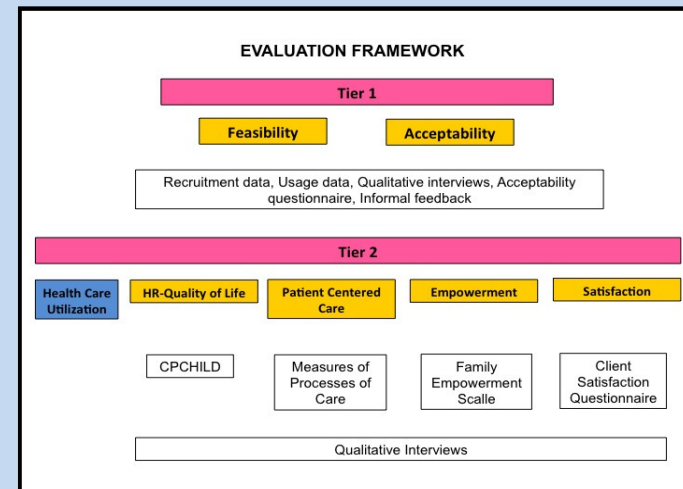 EVALUATION FRAMEWORK
Tier 1
Feasibility
Acceptability
Recruitment data, Usage data, Qualitative interviews, Acceptability
questionnaire, Informal feedback
Tier 2
Health Care
Utilization
HR-Quality of Life
Patient Centered
Care
Empowerment
Satisfaction
CPCHILD
Measures of
Processes of
Care
Family
Empowerment
Scalle
Client
Satisfaction
Questionnaire
Qualitative Interviews